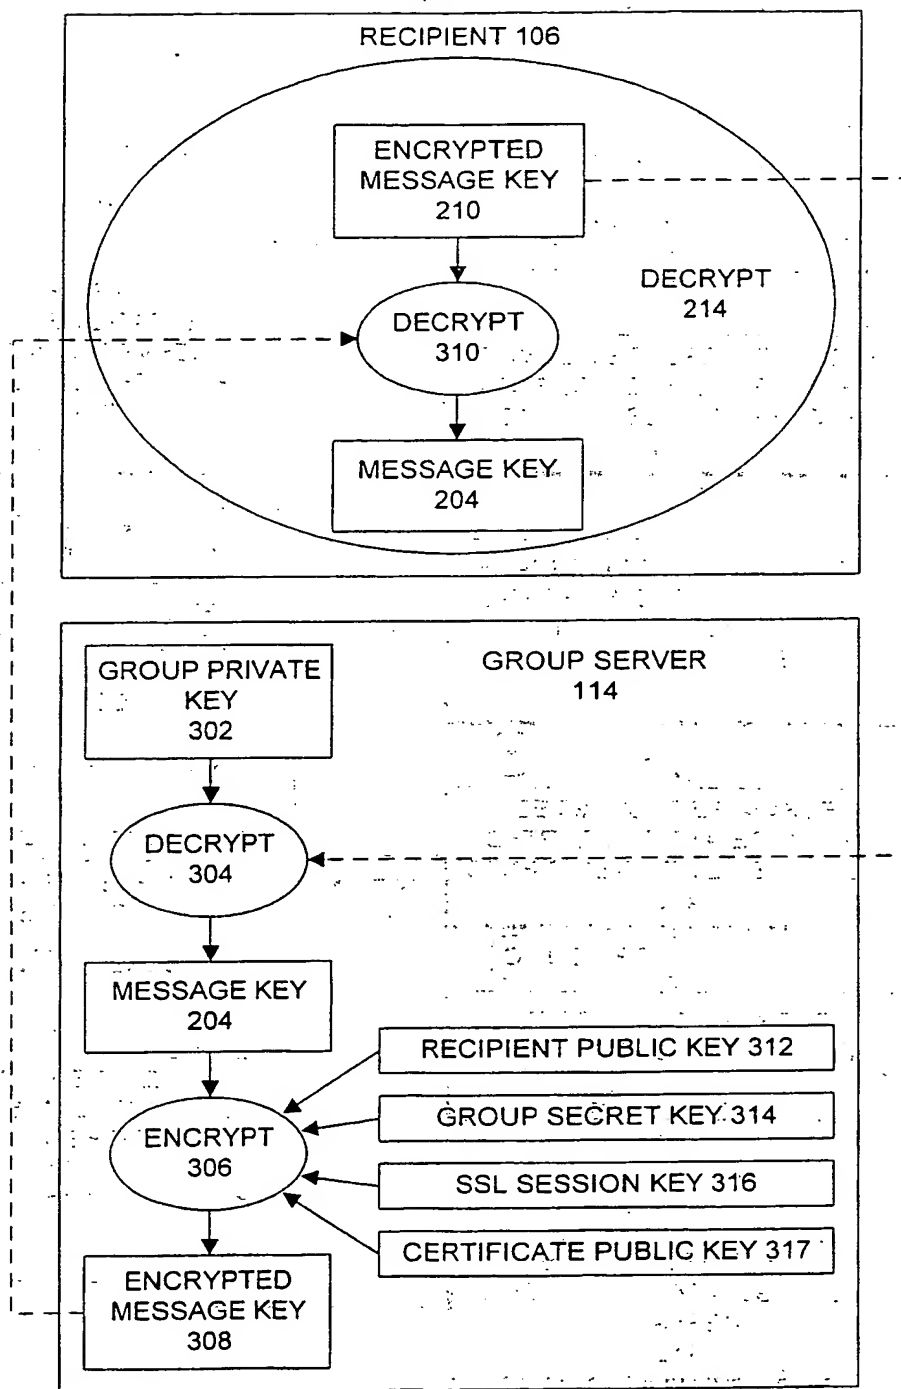 RECIPIENT 106
ENCRYPTED
MESSAGE KEY
210
DECRYPT
214
DECRYPT
310
MESSAGE KEY
204
GROUP PRIVATE
KEY
302
GROUP SERVER
114
DECRYPT
304
MESSAGE KEY
204
RECIPIENT PUBLIC KEY 312
ENCRYPT
306
GROUP SECRET KEY 314
SSL SESSION KEY 316
CERTIFICATE PUBLIC KEY 317
ENCRYPTED
MESSAGE KEY
308